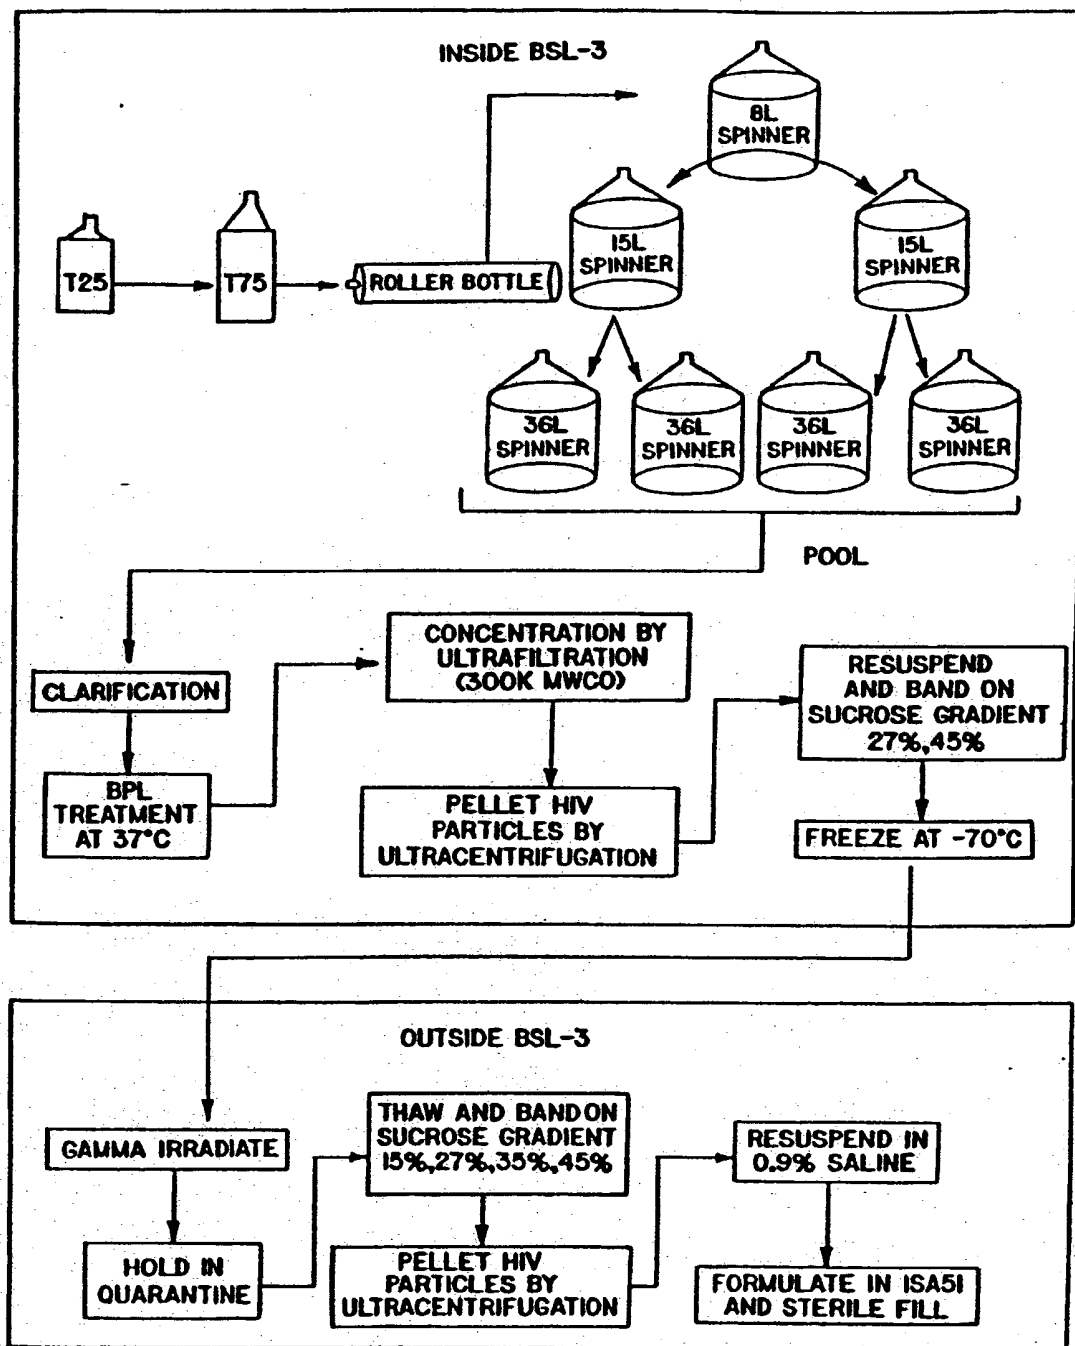 INSIDE BSL-3
8L
SPINNER
15L
SPINNER
15L
SPINNER
T25
T75
ROLLER BOTTLE
36L
SPINNER
36L
SPINNER
36L
SPINNER
36L
SPINNER
POOL
CLARIFICATION
BPL
TREATMENT
AT 37°C
CONCENTRATION BY
ULTRAFILTRATION
(300K MWCO)
PELLET HIV
PARTICLES BY
ULTRACENTRIFUGATION
RESUSPEND
AND BAND ON
SUCROSE GRADIENT
27%,45%
FREEZE AT -70°C
OUTSIDE BSL-3
GAMMA IRRADIATE
HOLD IN
QUARANTINE
THAW AND BAND ON
SUCROSE GRADIENT
15%,27%,35%,45%
PELLET HIV
PARTICLES BY
ULTRACENTRIFUGATION
RESUSPEND IN
0.9% SALINE
FORMULATE IN ISA51
AND STERILE FILL